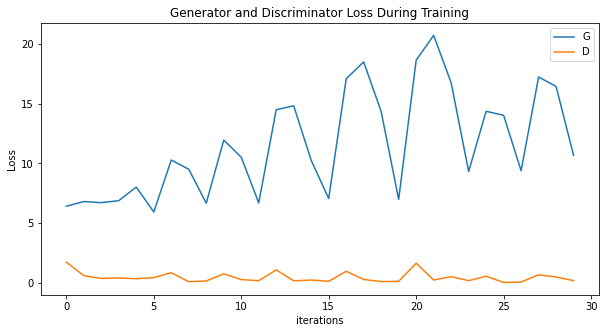 Generator and Discriminator Loss During Training
G
D
20
15
10
5
0
Loss
0 5 10 15 20 25 30
iterations